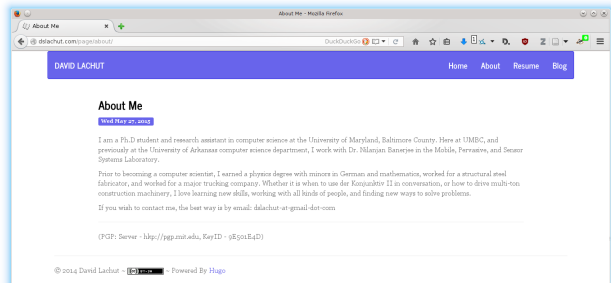 About Me - Mozilla Firefox
About Me
dslachut.com/page/about/
DuckDuckGo
DAVID LACHUT
Home About Resume Blog
About Me
Wed May 27, 2015
I am a Ph.D student and research assistant in computer science at the University of Maryland, Baltimore County. Here at UMBC, and
previously at the University of Arkansas computer science department, I work with Dr. Nilanjan Banerjee in the Mobile, Pervasive, and Sensor
Systems Laboratory.
Prior to becoming a computer scientist, I earned a physics degree with minors in German and mathematics, worked for a structural steel
fabricator, and worked for a major trucking company. Whether it is when to use der Konjunktiv II in conversation, or how to drive multi-ton
construction machinery, I love learning new skills, working with all kinds of people, and finding new ways to solve problems.
If you wish to contact me, the best way is by email: dslachut-at-gmail-dot-com
(PGP: Server - hkp://pgp.mit.edu, KeyID - 9E501E4D)
© 2014 David Lachut ~ ~ Powered By Hugo